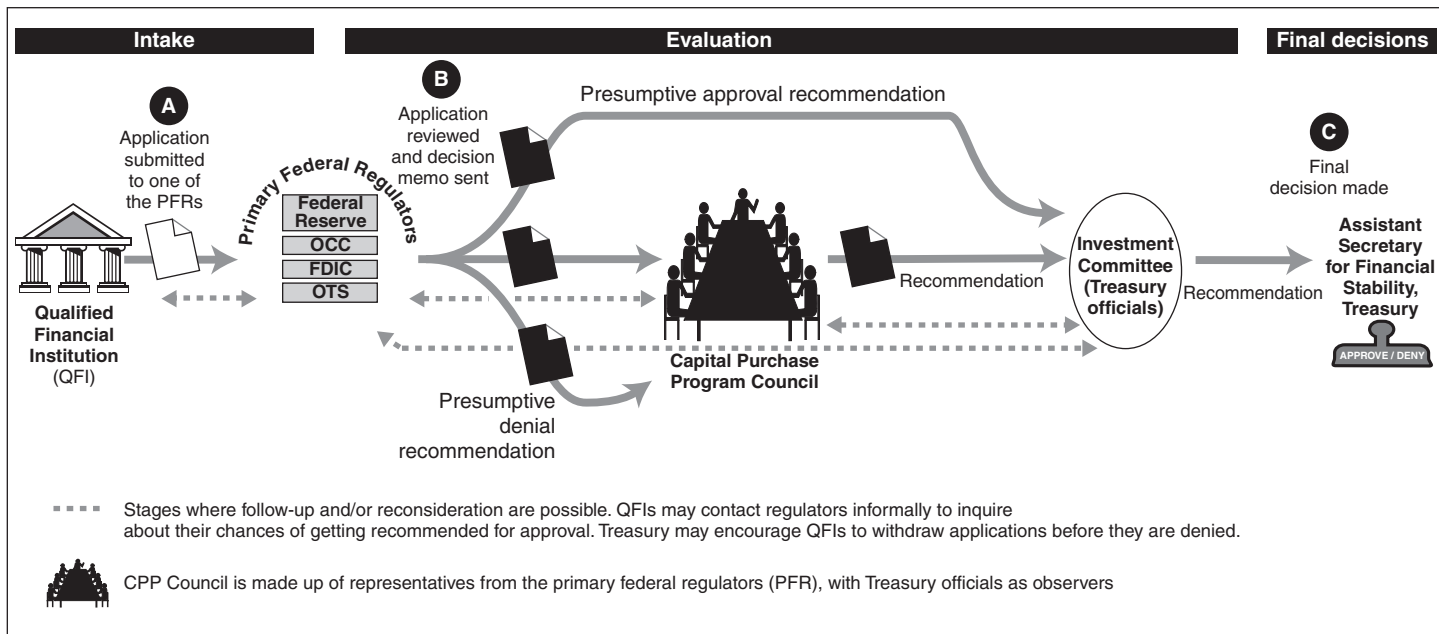 Intake
Evaluation
Final decisions
A
Application
submitted
to one of
the PFRs
Qualified
Financial
Institution
(QFI)
Primary Federal Regulators
Federal
Reserve
OCC
FDIC
OTS
B
Application
reviewed
and decision
memo sent
Presumptive approval recommendation
Presumptive
denial
recommendation
Capital Purchase
Program Council
Recommendation
Investment
Committee
(Treasury
officials)
Recommendation
C
Final
decision made
Assistant
Secretary
for Financial
Stability,
Treasury
APPROVE / DENY
Stages where follow-up and/or reconsideration are possible. QFIs may contact regulators informally to inquire
about their chances of getting recommended for approval. Treasury may encourage QFIs to withdraw applications before they are denied.
CPP Council is made up of representatives from the primary federal regulators (PFR), with Treasury officials as observers